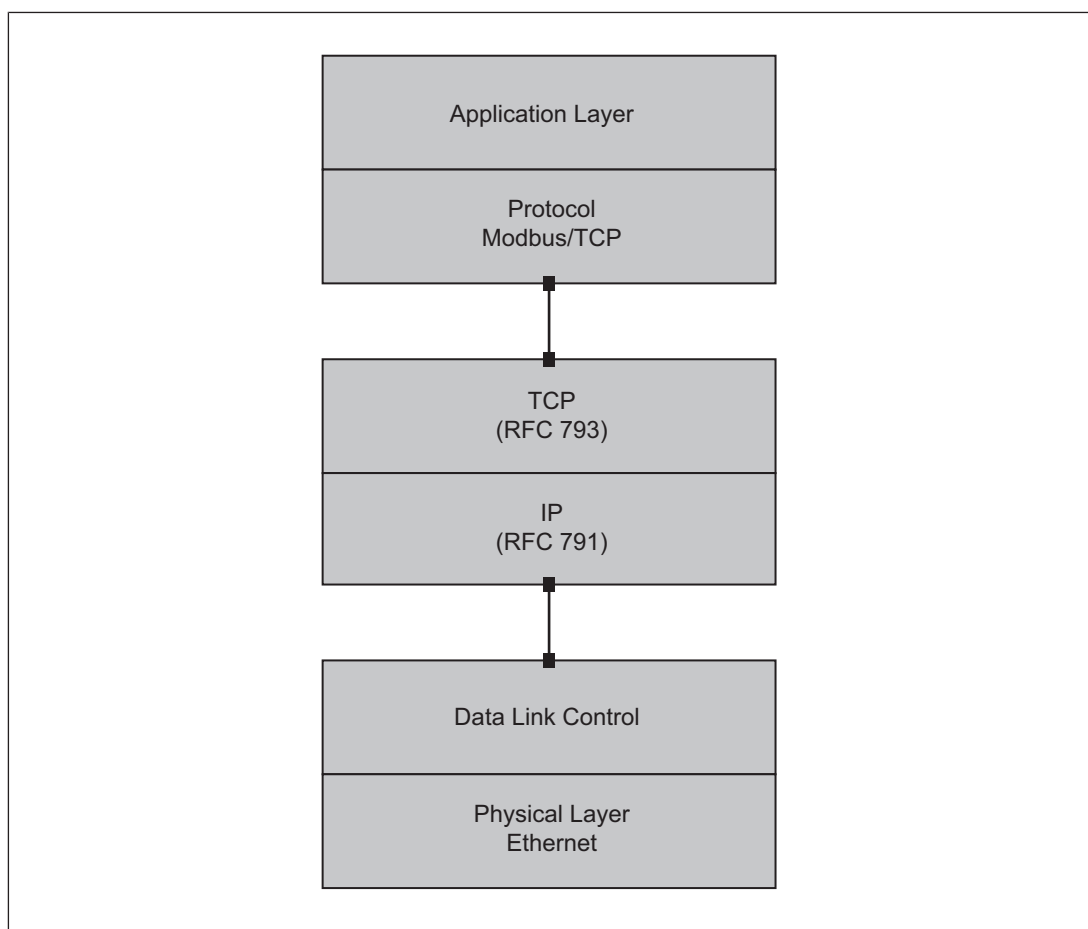 Application Layer
Protocol
Modbus/TCP
TCP
(RFC 793)
IP
(RFC 791)
Data Link Control
Physical Layer
Ethernet